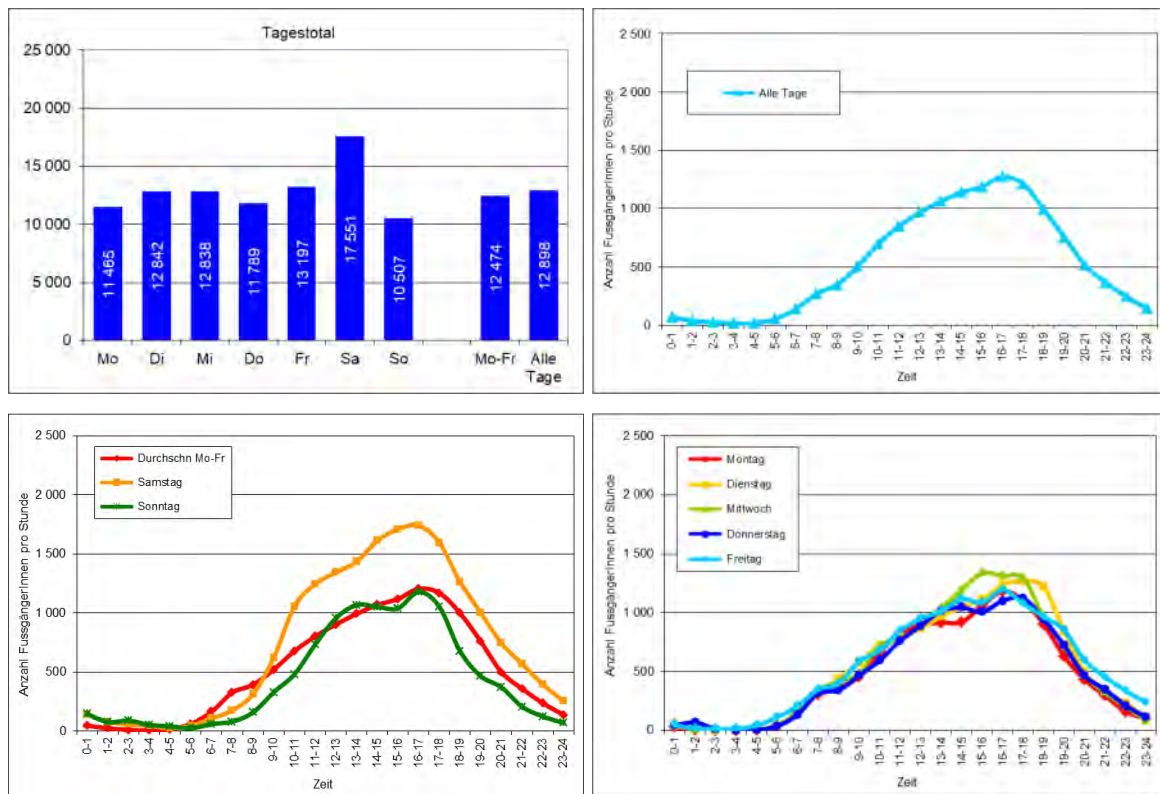 Tagestotal
25 000
20 000
15 000
10 000
5 000
0
11 465
12 842
12 838
11 789
13 197
17 551
10 507
12 474
12 898
Mo Di Mi Do Fr Sa So Mo-Fr Alle
Tage
Anzahl FussgängerInnen pro Stunde
2 500
2 000
1 500
1 000
500
0
Alle Tage
0-1 1-2 2-3 3-4 4-5 5-6 6-7 7-8 8-9 9-10 10-11 11-12 12-13 13-14 14-15 15-16 16-17 17-18 18-19 19-20 20-21 21-22 22-23 23-24
Zeit
Anzahl FussgängerInnen pro Stunde
2 500
2 000
1 500
1 000
500
0
Durchschn Mo-Fr
Samstag
Sonntag
0-1 1-2 2-3 3-4 4-5 5-6 6-7 7-8 8-9 9-10 10-11 11-12 12-13 13-14 14-15 15-16 16-17 17-18 18-19 19-20 20-21 21-22 22-23 23-24
Zeit
Anzahl FussgängerInnen pro Stunde
2 500
2 000
1 500
1 000
500
0
Montag
Dienstag
Mittwoch
Donnerstag
Freitag
0-1 1-2 2-3 3-4 4-5 5-6 6-7 7-8 8-9 9-10 10-11 11-12 12-13 13-14 14-15 15-16 16-17 17-18 18-19 19-20 20-21 21-22 22-23 23-24
Zeit